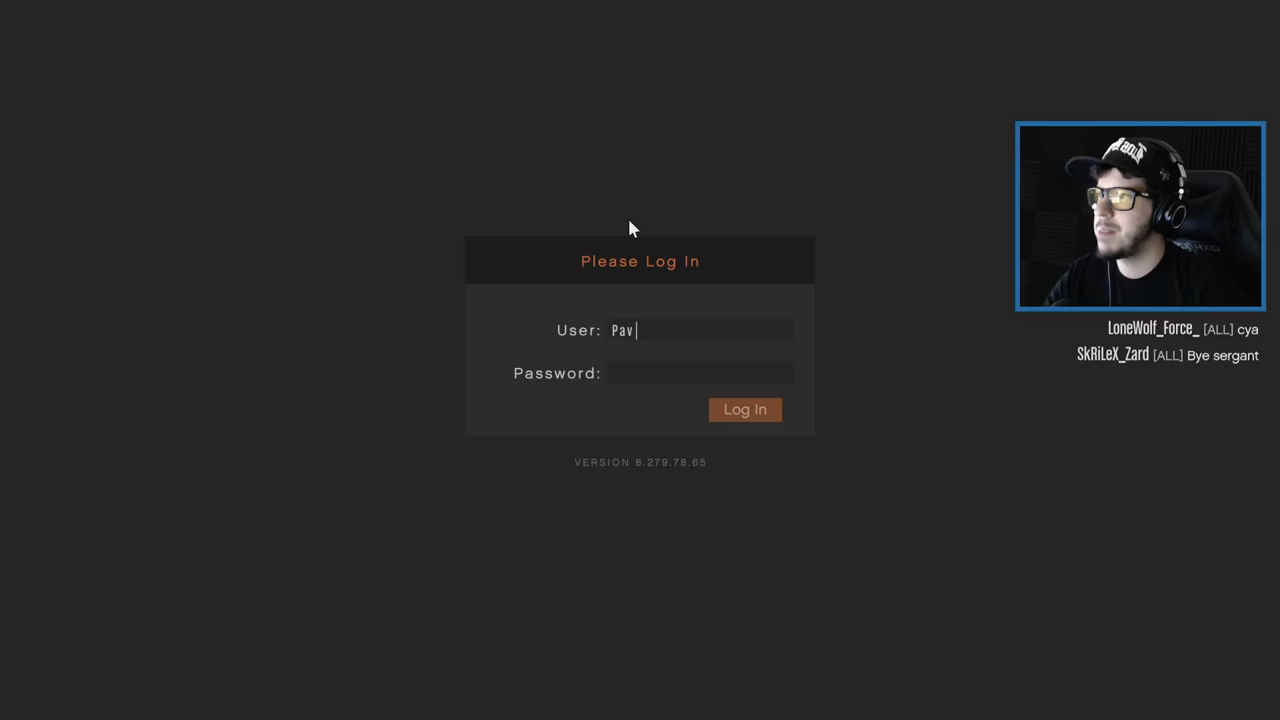 Please Log In
User: Pav
Password:
Log In
VERSION 8.279.78.65
LoneWolf_Force_ [ALL] cya
SkRiLeX_Zard [ALL] Bye sergant